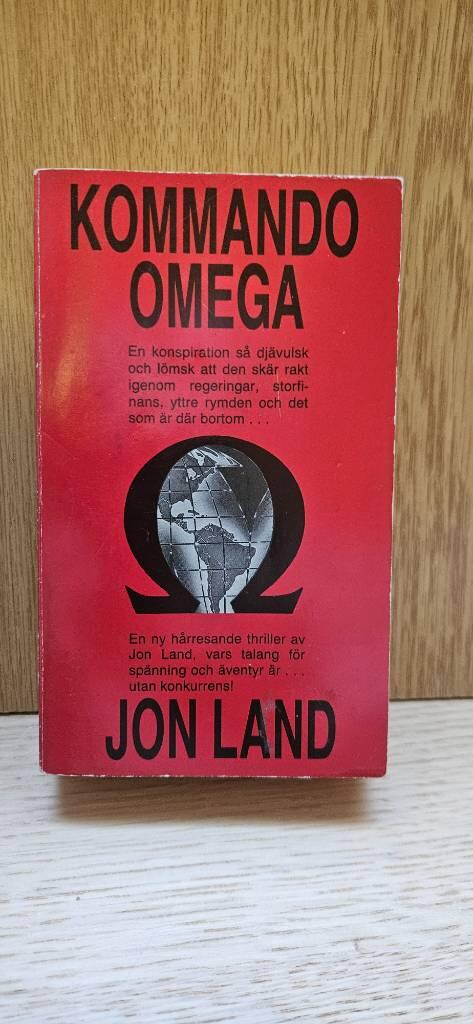 KOMMANDO
OMEGA
En konspiration så djävulsk
och lömsk att den skär rakt
igenom regeringar, storfi-
nans, yttre rymden och det
som är där bortom . . .
Ω
En ny hårresande thriller av
Jon Land, vars talang för
spänning och äventyr är . . .
utan konkurrens!
JON LAND